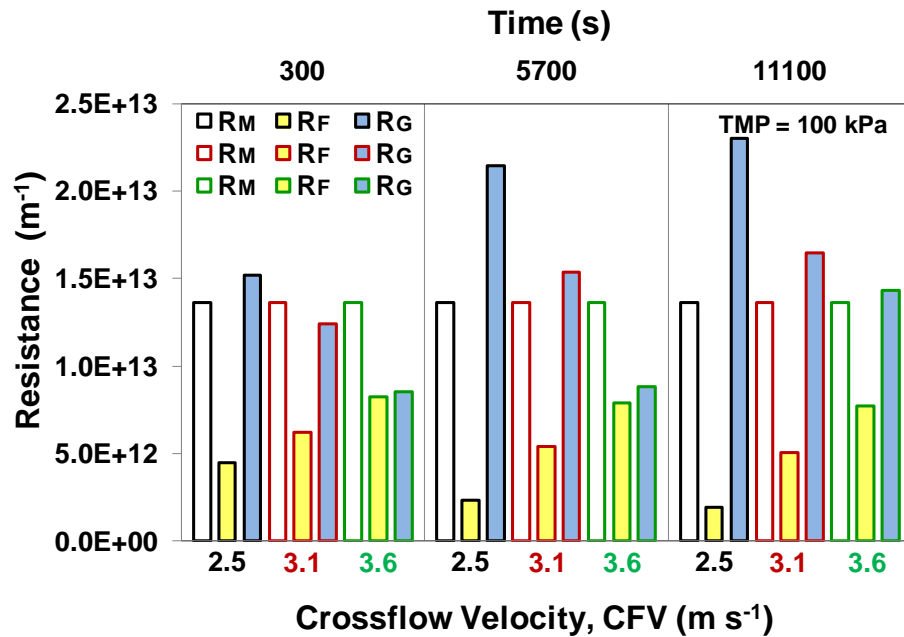 Time (s)
300 5700 11100
2.5E+13
2.0E+13
1.5E+13
1.0E+13
5.0E+12
0.0E+00
Resistance (m-1)
RM RF RG
RM RF RG
RM RF RG
TMP = 100 kPa
2.5 3.1 3.6 2.5 3.1 3.6 2.5 3.1 3.6
Crossflow Velocity, CFV (m s-1)